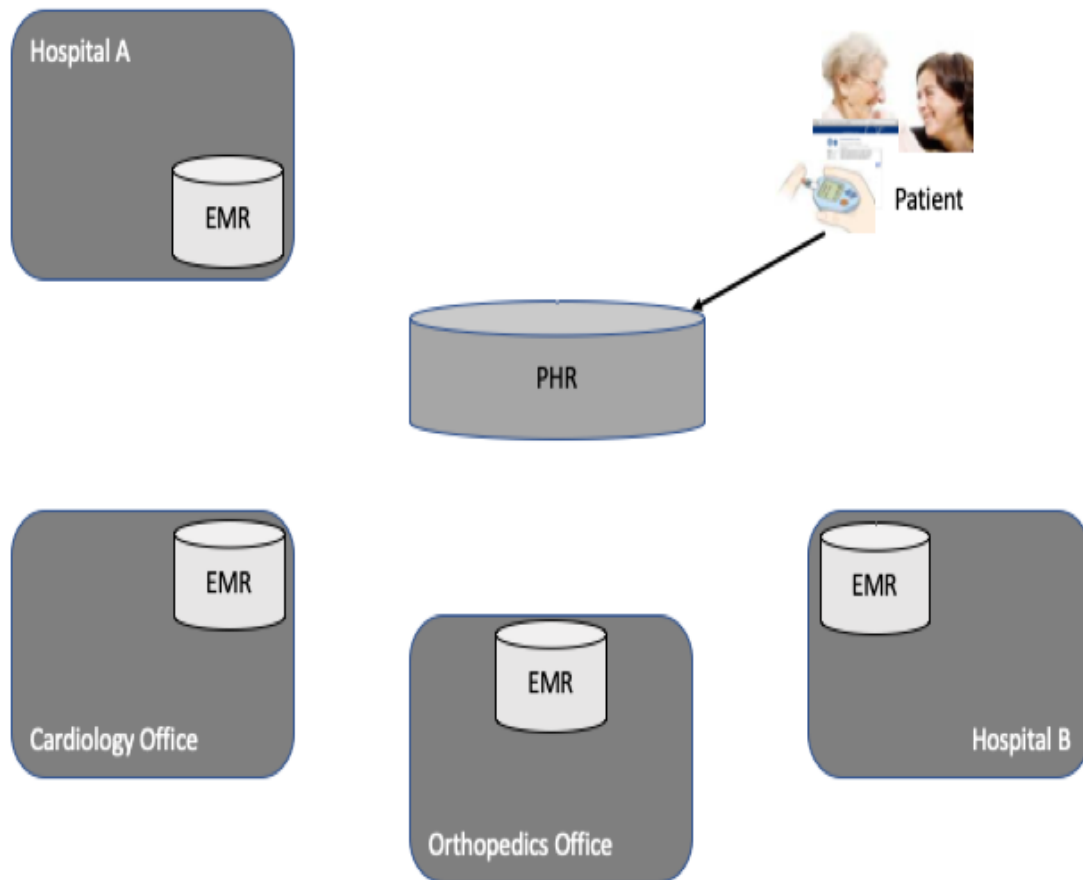 Hospital A
EMR
Patient
PHR
EMR
Cardiology Office
EMR
Orthopedics Office
EMR
Hospital B